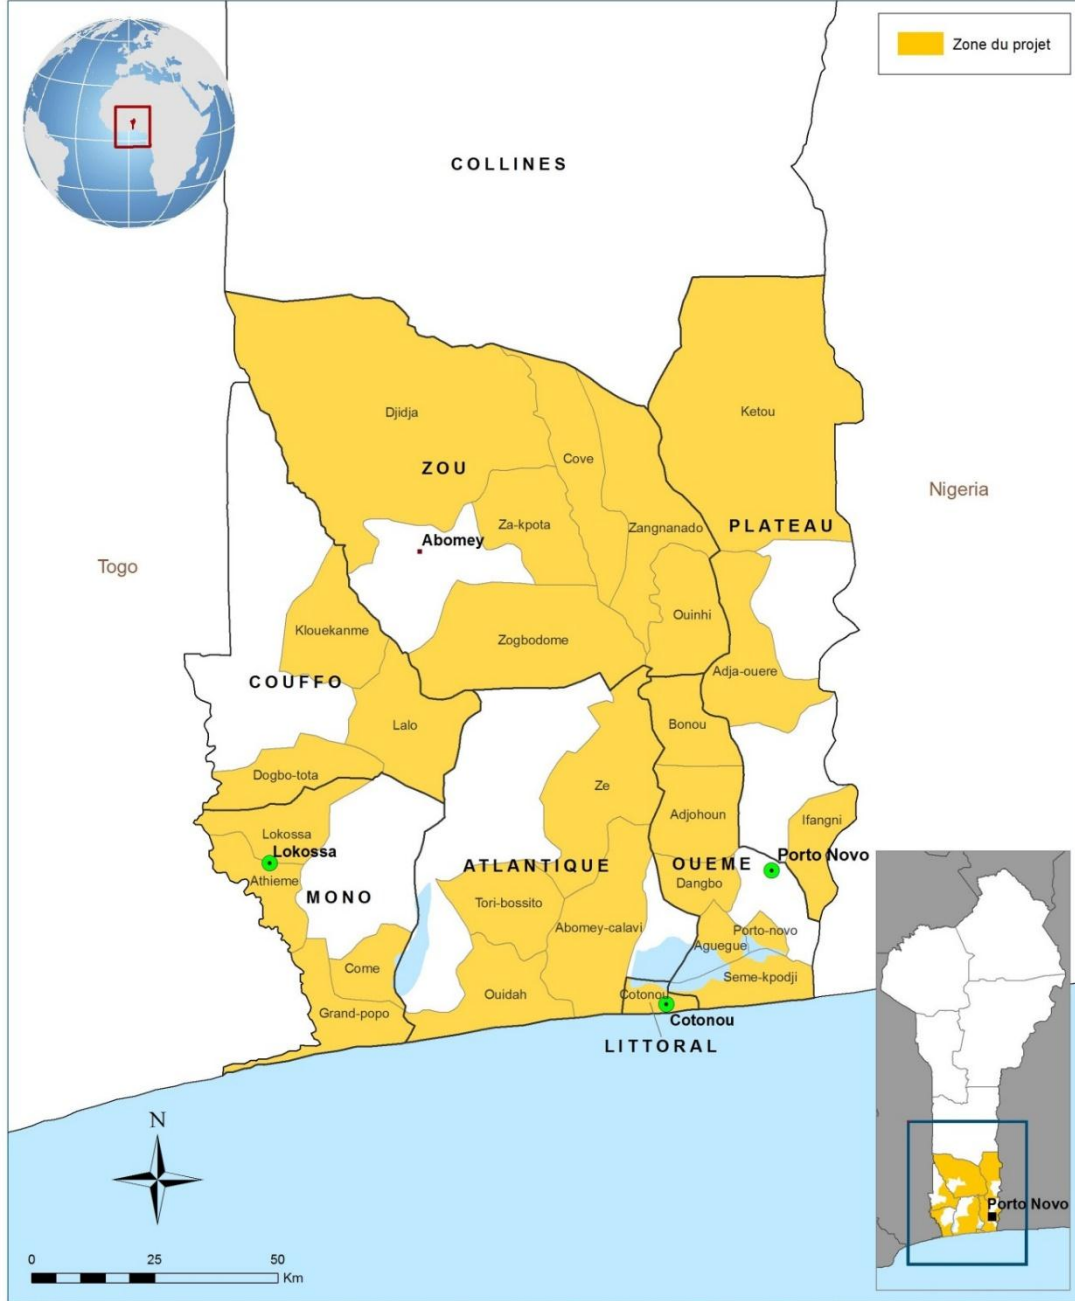 Zone du projet
COLLINES
Djidja
Ketou
ZOU
Cove
Nigeria
Za-kpota
Zangnanado
PLATEAU
Abomey
Togo
Ouinhi
Klouekanme
Zogbodome
Adja-ouere
COUFFO
Lalo
Bonou
Dogbo-tota
Ze
Adjohoun
Ifangni
Lokossa
Lokossa
Porto Novo
ATLANTIQUE
OUEME
Athieme
Dangbo
MONO
Tori-bossito
Abomey-calavi
Porto-novo
Aguegue
Come
Seme-kpodji
Ouidah
Cotonou
Grand-popo
Cotonou
LITTORAL
N
Porto Novo
0 25 50
Km